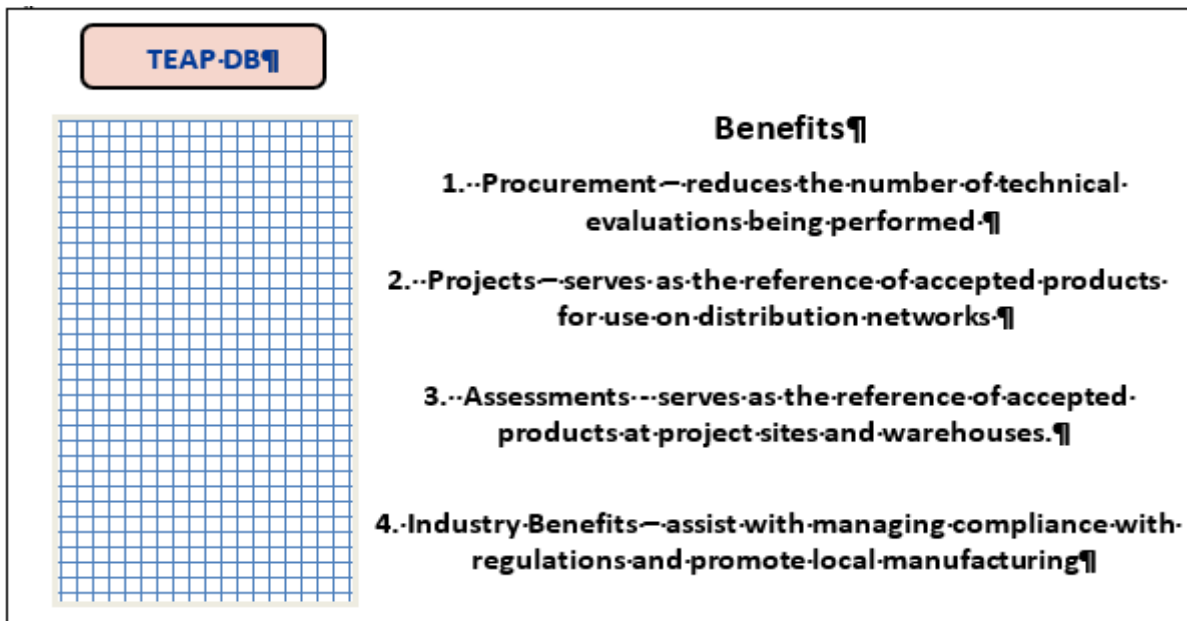 TEAP·DB¶
Benefits¶
1.··Procurement·–·reduces·the·number·of·technical·
evaluations·being·performed·¶
2.··Projects·–·serves·as·the·reference·of·accepted·products·
for·use·on·distribution·networks·¶
3.··Assessments·-·serves·as·the·reference·of·accepted·
products·at·project·sites·and·warehouses.¶
4.·Industry·Benefits·–·assist·with·managing·compliance·with·
regulations·and·promote·local·manufacturing¶